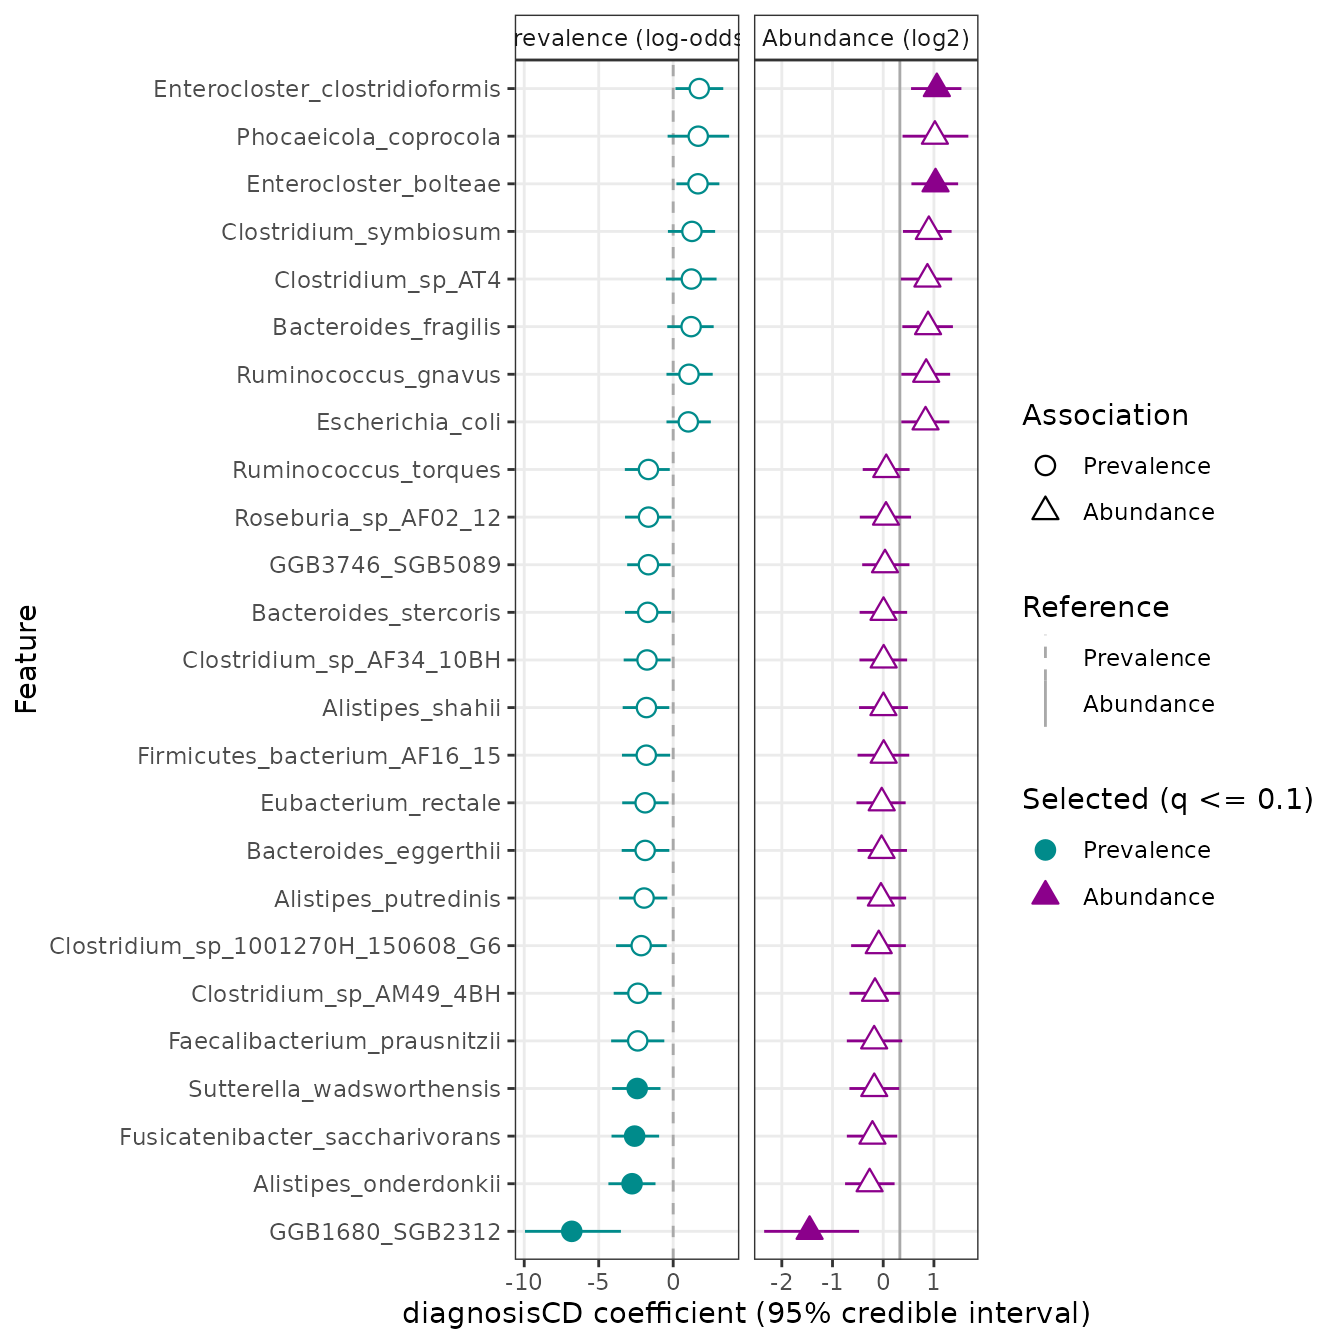 revalence (log-odds
Abundance (log2)
Enterocloster_clostridioformis
Phocaeicola_coprocola
Enterocloster_bolteae
Clostridium_symbiosum
Clostridium_sp_AT4
Bacteroides_fragilis
Ruminococcus_gnavus
Escherichia_coli
Ruminococcus_torques
Roseburia_sp_AF02_12
GGB3746_SGB5089
Bacteroides_stercoris
Clostridium_sp_AF34_10BH
Alistipes_shahii
Firmicutes_bacterium_AF16_15
Eubacterium_rectale
Bacteroides_eggerthii
Alistipes_putredinis
Clostridium_sp_1001270H_150608_G6
Clostridium_sp_AM49_4BH
Faecalibacterium_prausnitzii
Sutterella_wadsworthensis
Fusicatenibacter_saccharivorans
Alistipes_onderdonkii
GGB1680_SGB2312
Feature
-10 -5 0
-2 -1 0 1
diagnosisCD coefficient (95% credible interval)
Association
Prevalence
Abundance
Reference
Prevalence
Abundance
Selected (q <= 0.1)
Prevalence
Abundance